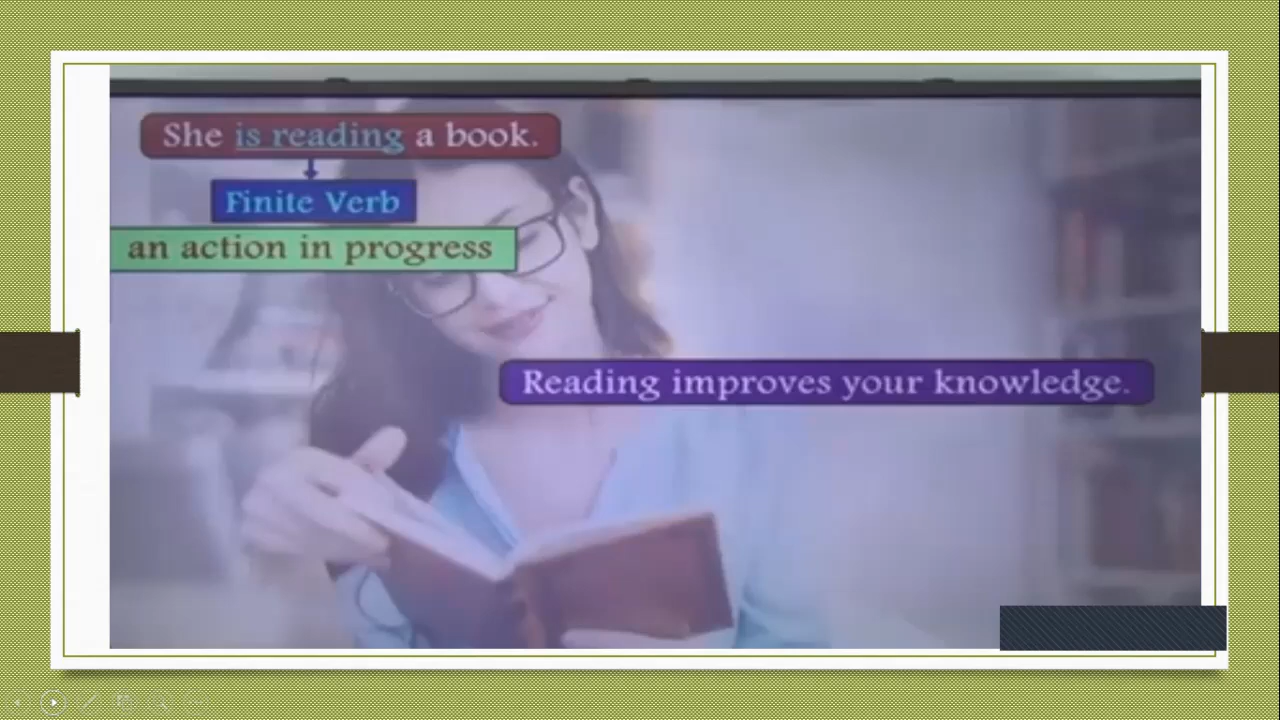 She is reading a book.
Finite Verb
an action in progress
Reading improves your knowledge.